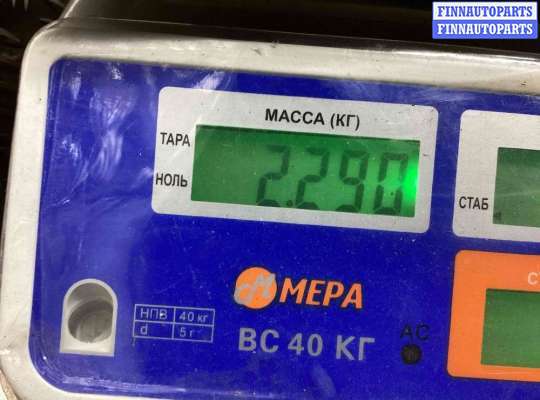 FINNAUTOPARTS
FINNAUTOPARTS
МАССА (КГ)
ТАРА
НОЛЬ
2.290
СТАБ
С
МЕРА
НПВ 40 кг
d 5 г
ВС 40 КГ
АС